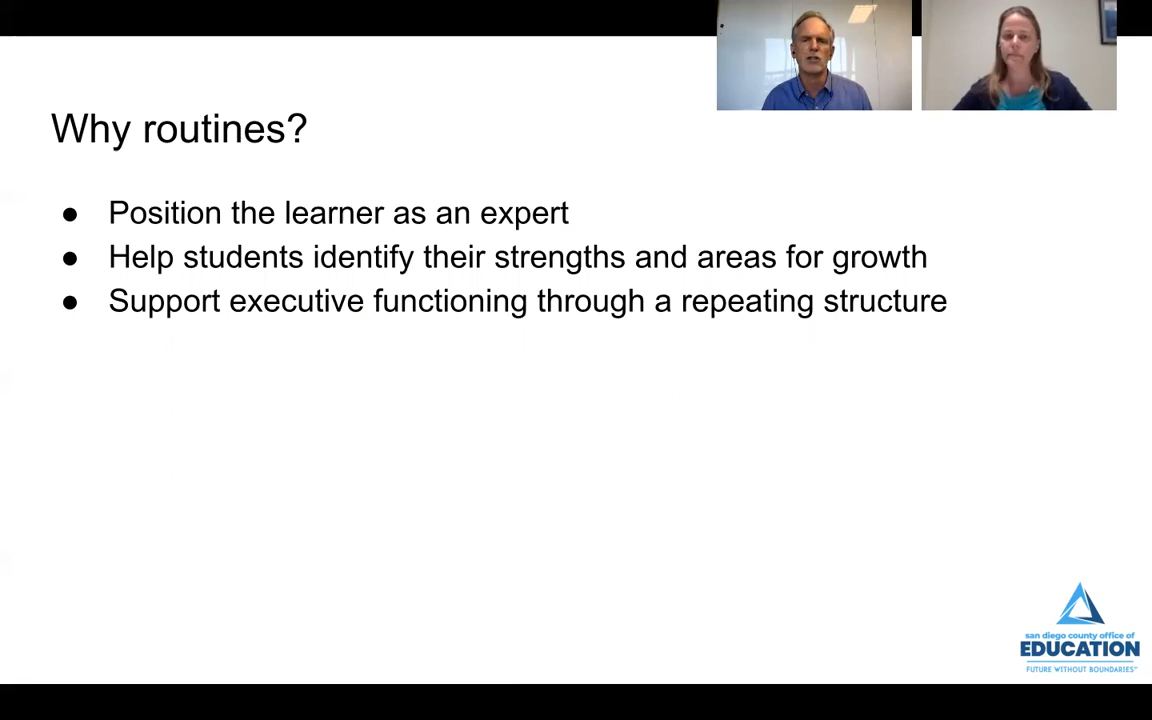 Why routines?
● Position the learner as an expert
● Help students identify their strengths and areas for growth
● Support executive functioning through a repeating structure
san diego county office of
EDUCATION
FUTURE WITHOUT BOUNDARIES™